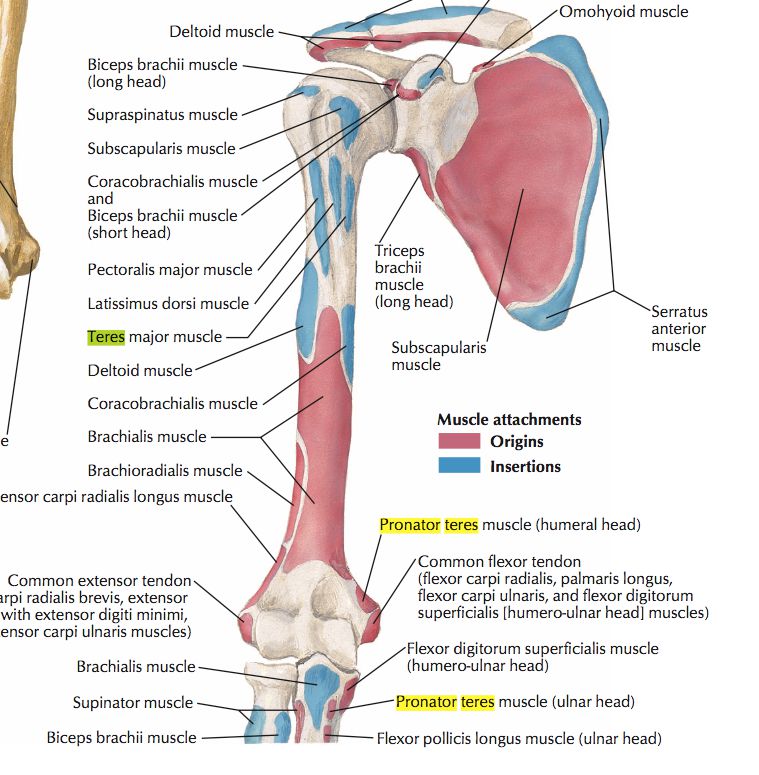 Omohyoid muscle
Deltoid muscle
Biceps brachii muscle
(long head)
Supraspinatus muscle
Subscapularis muscle
Coracobrachialis muscle
and
Biceps brachii muscle
(short head)
Pectoralis major muscle
Latissimus dorsi muscle
Teres major muscle
Deltoid muscle
Coracobrachialis muscle
Brachialis muscle
Brachioradialis muscle
ensor carpi radialis longus muscle
Triceps
brachii
muscle
(long head)
Subscapularis
muscle
Serratus
anterior
muscle
Muscle attachments
Origins
Insertions
e
Pronator teres muscle (humeral head)
Common flexor tendon
(flexor carpi radialis, palmaris longus,
flexor carpi ulnaris, and flexor digitorum
superficialis [humero-ulnar head] muscles)
Common extensor tendon
arpi radialis brevis, extensor
with extensor digiti minimi,
ensor carpi ulnaris muscles)
Flexor digitorum superficialis muscle
(humero-ulnar head)
Brachialis muscle
Supinator muscle
Biceps brachii muscle
Pronator teres muscle (ulnar head)
Flexor pollicis longus muscle (ulnar head)